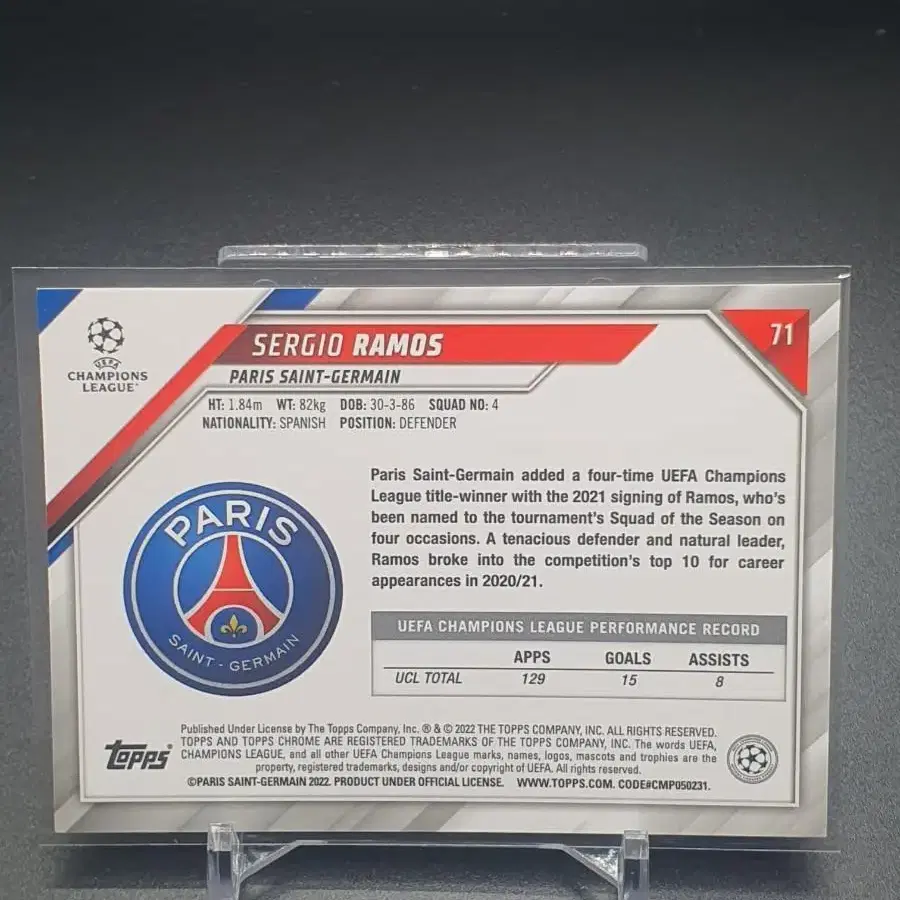 UEFA
CHAMPIONS
LEAGUE
SERGIO RAMOS
71
PARIS SAINT-GERMAIN
HT: 1.84m WT: 82kg DOB: 30-3-86 SQUAD NO: 4
NATIONALITY: SPANISH POSITION: DEFENDER
PARIS
SAINT-GERMAIN
Paris Saint-Germain added a four-time UEFA Champions
League title-winner with the 2021 signing of Ramos, who's
been named to the tournament's Squad of the Season on
four occasions. A tenacious defender and natural leader,
Ramos broke into the competition's top 10 for career
appearances in 2020/21.
UEFA CHAMPIONS LEAGUE PERFORMANCE RECORD
APPS GOALS ASSISTS
UCL TOTAL 129 15 8
Topps®
Published Under License by The Topps Company, Inc. ® & © 2022 THE TOPPS COMPANY, INC. ALL RIGHTS RESERVED.
TOPPS AND TOPPS CHROME ARE REGISTERED TRADEMARKS OF THE TOPPS COMPANY, INC. The words UEFA,
CHAMPIONS LEAGUE, and all other UEFA Champions League marks, names, logos, mascots and trophies are the
property, registered trademarks, designs and/or copyright of UEFA. All rights reserved.
©PARIS SAINT-GERMAIN 2022. PRODUCT UNDER OFFICIAL LICENSE. WWW.TOPPS.COM. CODE#CMP050231.